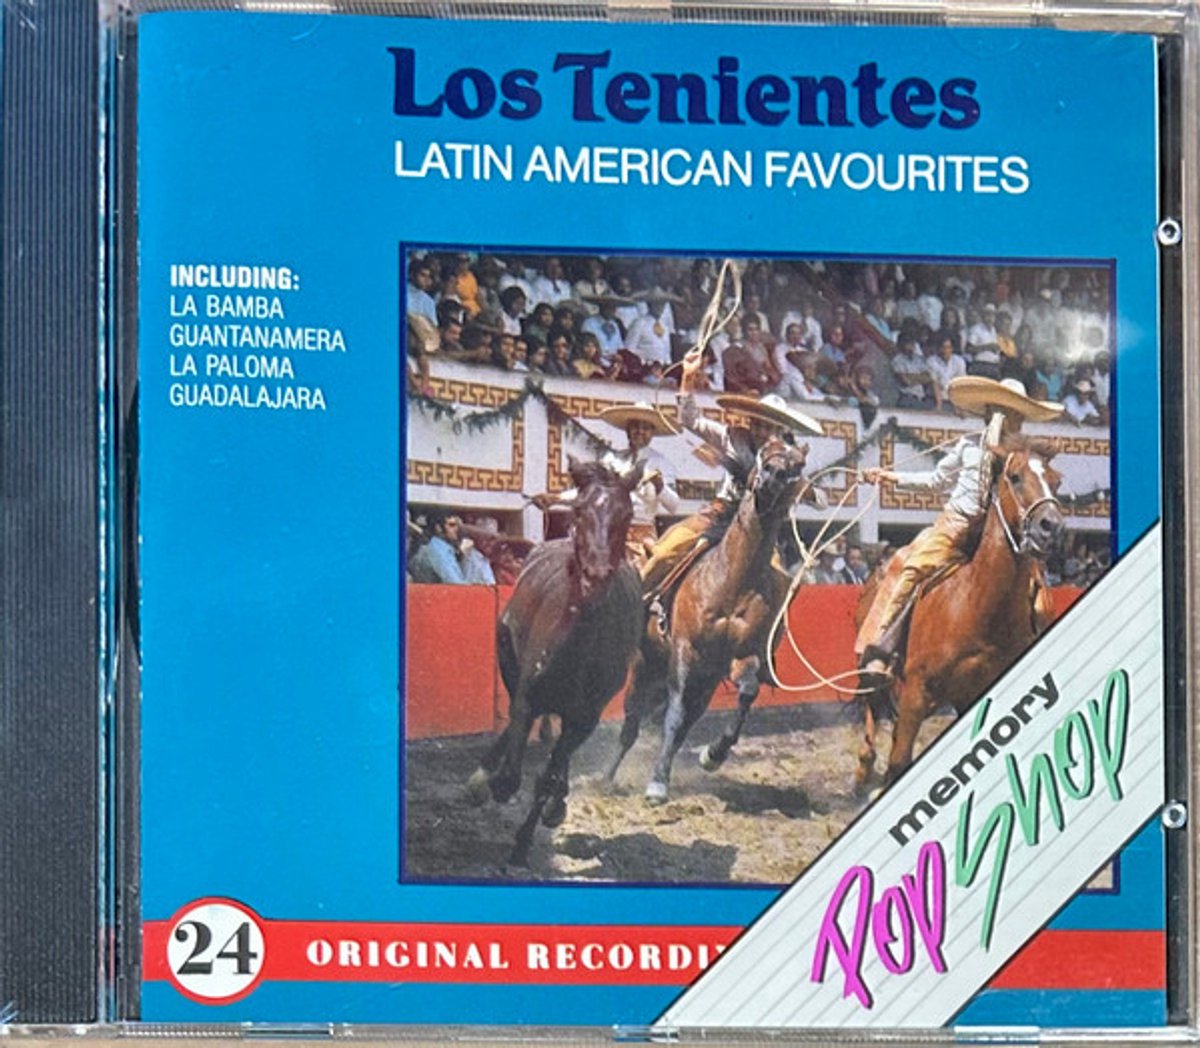 Los Tenientes
LATIN AMERICAN FAVOURITES
INCLUDING:
LA BAMBA
GUANTANAMERA
LA PALOMA
GUADALAJARA
memory
Pop Shop
24
ORIGINAL